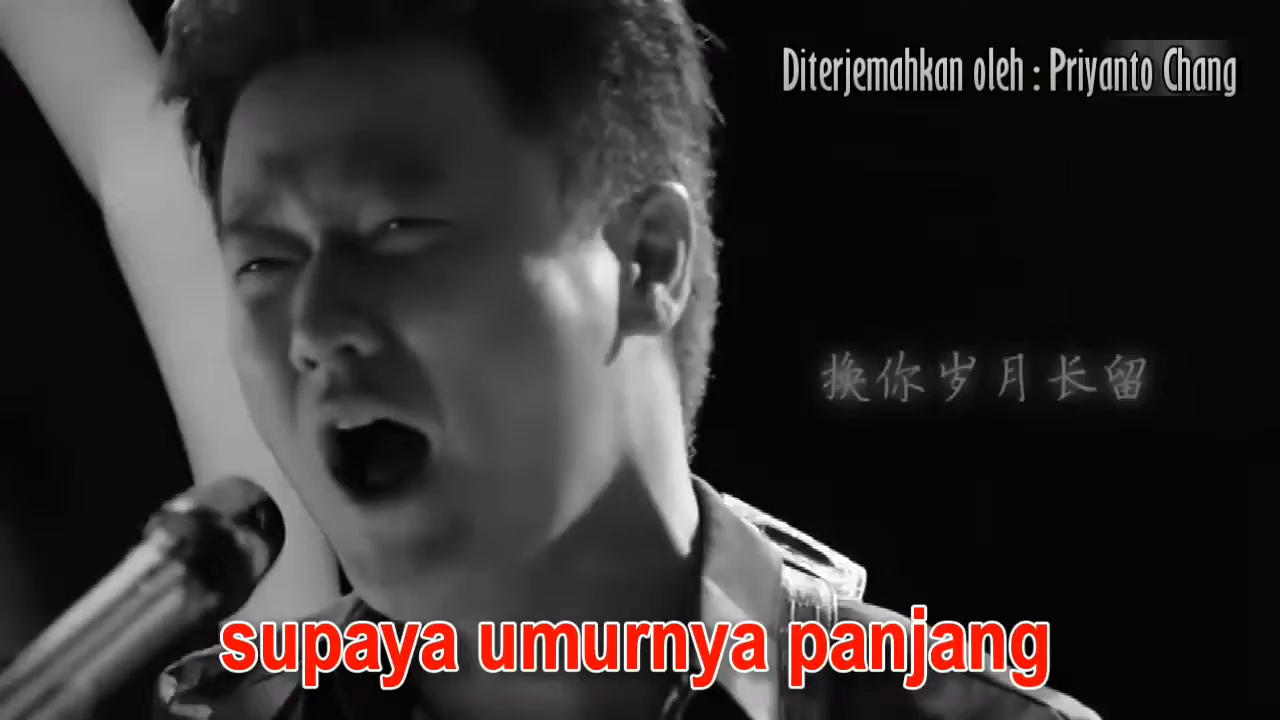 Diterjemahkan oleh : Priyanto Chang
换你岁月长留
supaya umurnya panjang